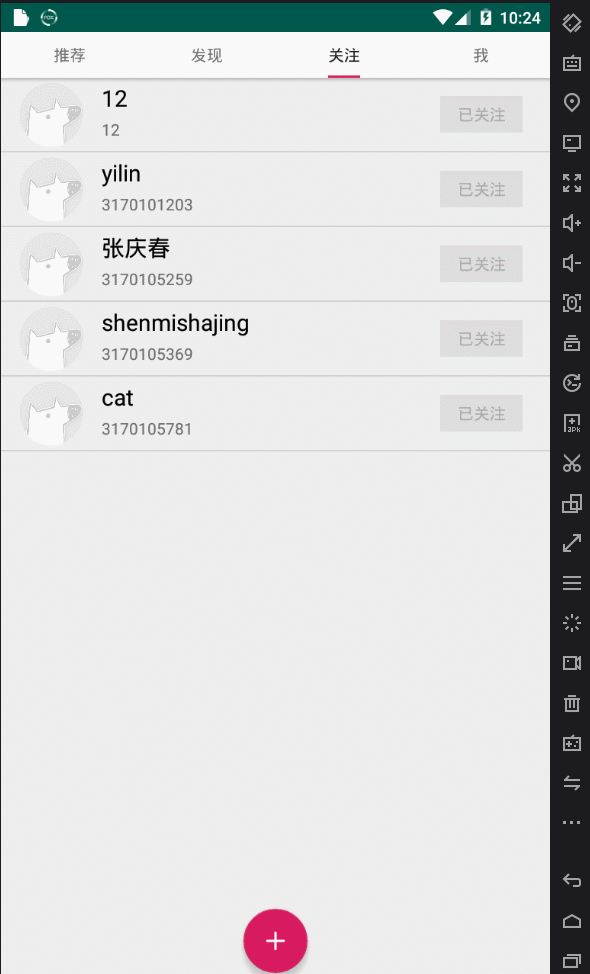 10:24
推荐 发现 关注 我
12
12
已关注
yilin
3170101203
已关注
张庆春
3170105259
已关注
shenmishajing
3170105369
已关注
cat
3170105781
已关注